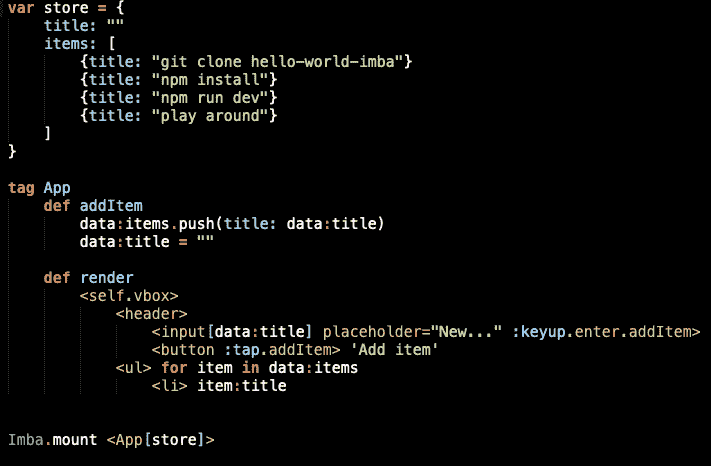 var store = {
    title: ""
    items: [
        {title: "git clone hello-world-imba"}
        {title: "npm install"}
        {title: "npm run dev"}
        {title: "play around"}
    ]
}

tag App
    def addItem
        data:items.push(title: data:title)
        data:title = ""

    def render
        <self.vbox>
            <header>
                <input[data:title] placeholder="New..." :keyup.enter.addItem>
                <button :tap.addItem> 'Add item'
            <ul> for item in data:items
                <li> item:title

Imba.mount <App[store]>